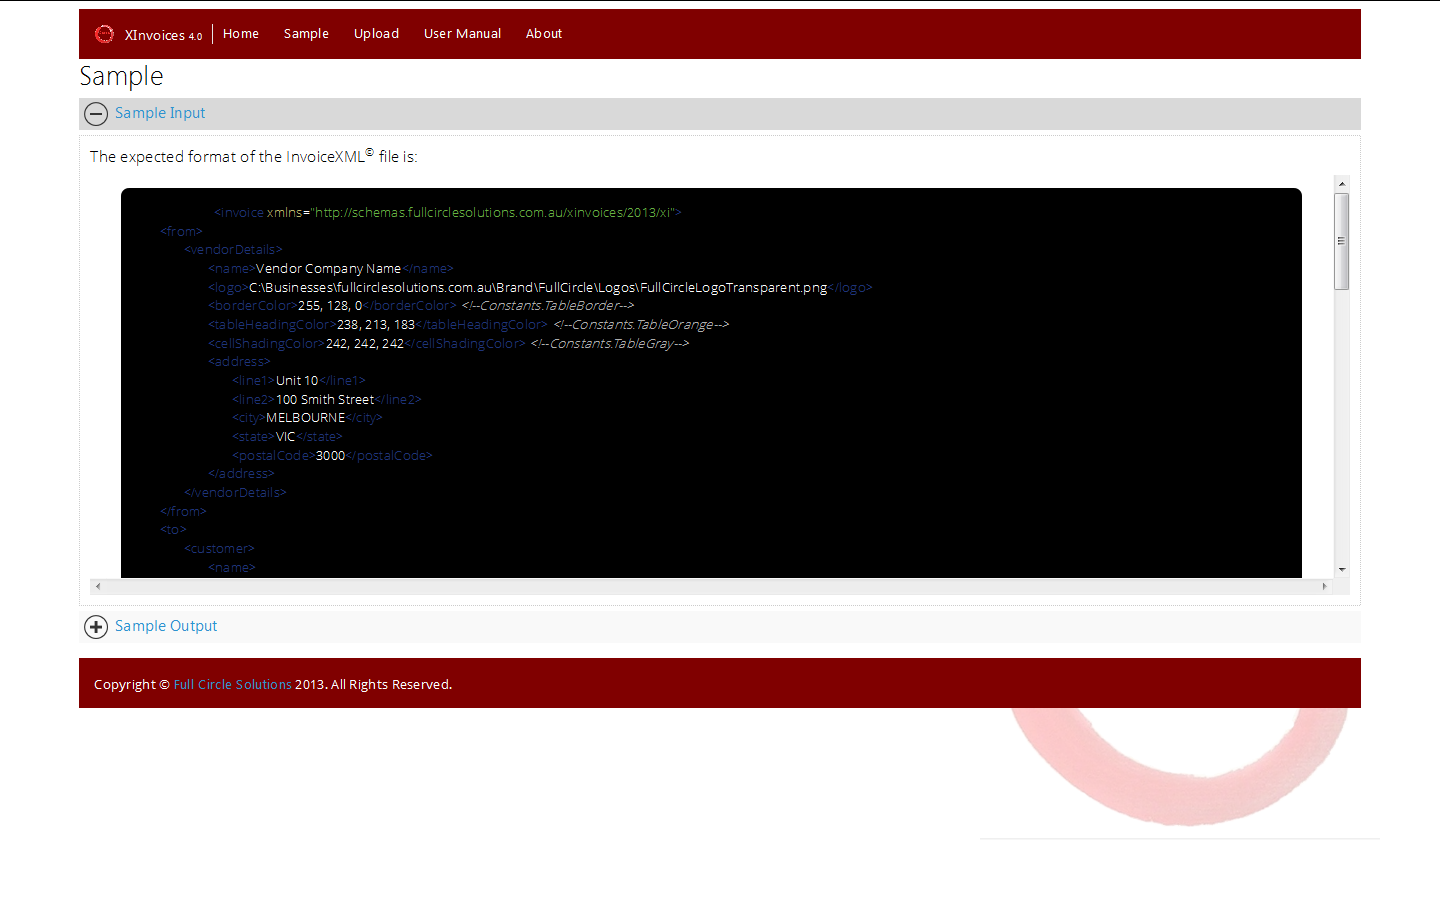 XInvoices 4.0 Home Sample Upload User Manual About
Sample
Sample Input
The expected format of the InvoiceXML© file is:
<invoice xmlns="http://schemas.fullcirclesolutions.com.au/xinvoices/2013/xi">
<from>
<vendorDetails>
<name>Vendor Company Name</name>
<logo>C:\Businesses\fullcirclesolutions.com.au\Brand\FullCircle\Logos\FullCircleLogoTransparent.png</logo>
<borderColor>255, 128, 0</borderColor> <!--Constants.TableBorder-->
<tableHeadingColor>238, 213, 183</tableHeadingColor> <!--Constants.TableOrange-->
<cellShadingColor>242, 242, 242</cellShadingColor> <!--Constants.TableGray-->
<address>
<line1>Unit 10</line1>
<line2>100 Smith Street</line2>
<city>MELBOURNE</city>
<state>VIC</state>
<postalCode>3000</postalCode>
</address>
</vendorDetails>
</from>
<to>
<customer>
<name>
Sample Output
Copyright © Full Circle Solutions 2013. All Rights Reserved.